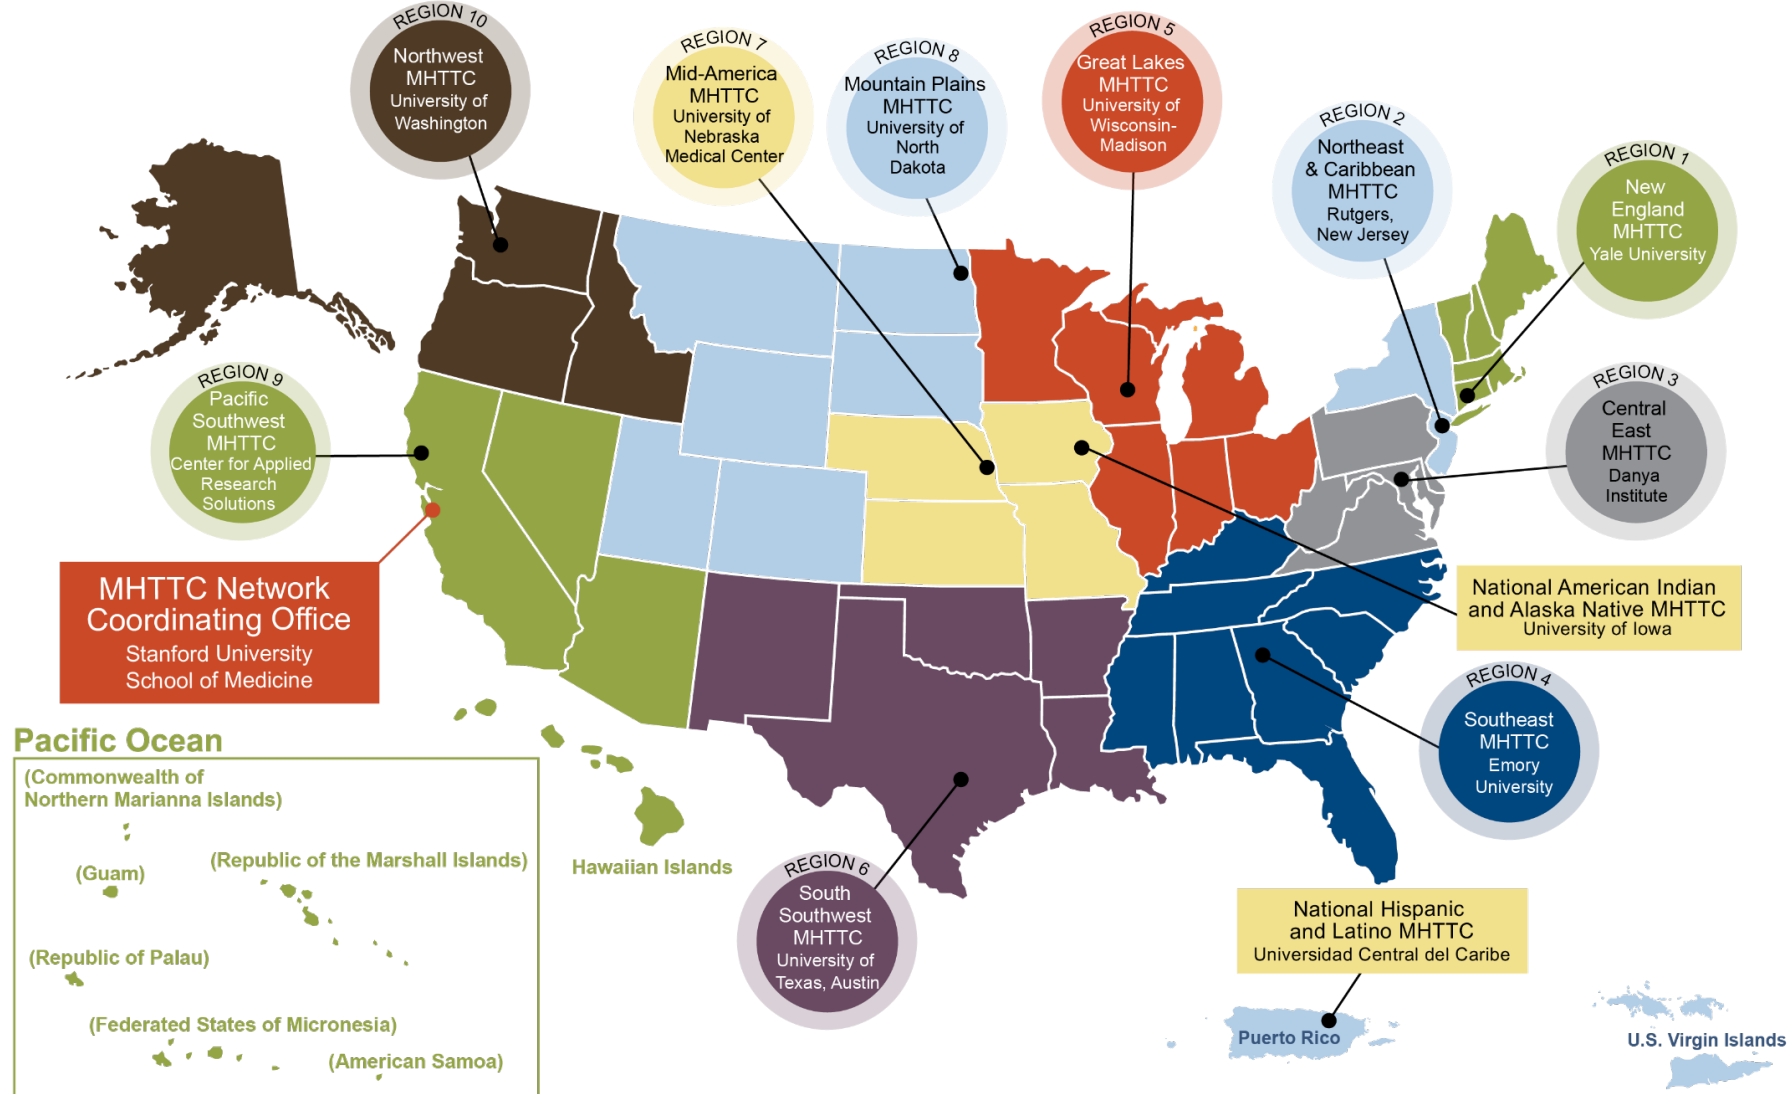 REGION 10
Northwest
MHTTC
University of
Washington
REGION 7
Mid-America
MHTTC
University of
Nebraska
Medical Center
REGION 8
Mountain Plains
MHTTC
University of
North
Dakota
REGION 5
Great Lakes
MHTTC
University of
Wisconsin-
Madison
REGION 2
Northeast
& Caribbean
MHTTC
Rutgers,
New Jersey
REGION 1
New
England
MHTTC
Yale University
REGION 9
Pacific
Southwest
MHTTC
Center for Applied
Research
Solutions
REGION 3
Central
East
MHTTC
Danya
Institute
MHTTC Network
Coordinating Office
Stanford University
School of Medicine
National American Indian
and Alaska Native MHTTC
University of Iowa
REGION 4
Southeast
MHTTC
Emory
University
Pacific Ocean
(Commonwealth of
Northern Marianna Islands)
(Guam)
(Republic of the Marshall Islands)
(Republic of Palau)
(Federated States of Micronesia)
(American Samoa)
Hawaiian Islands
REGION 6
South
Southwest
MHTTC
University of
Texas, Austin
National Hispanic
and Latino MHTTC
Universidad Central del Caribe
Puerto Rico
U.S. Virgin Islands